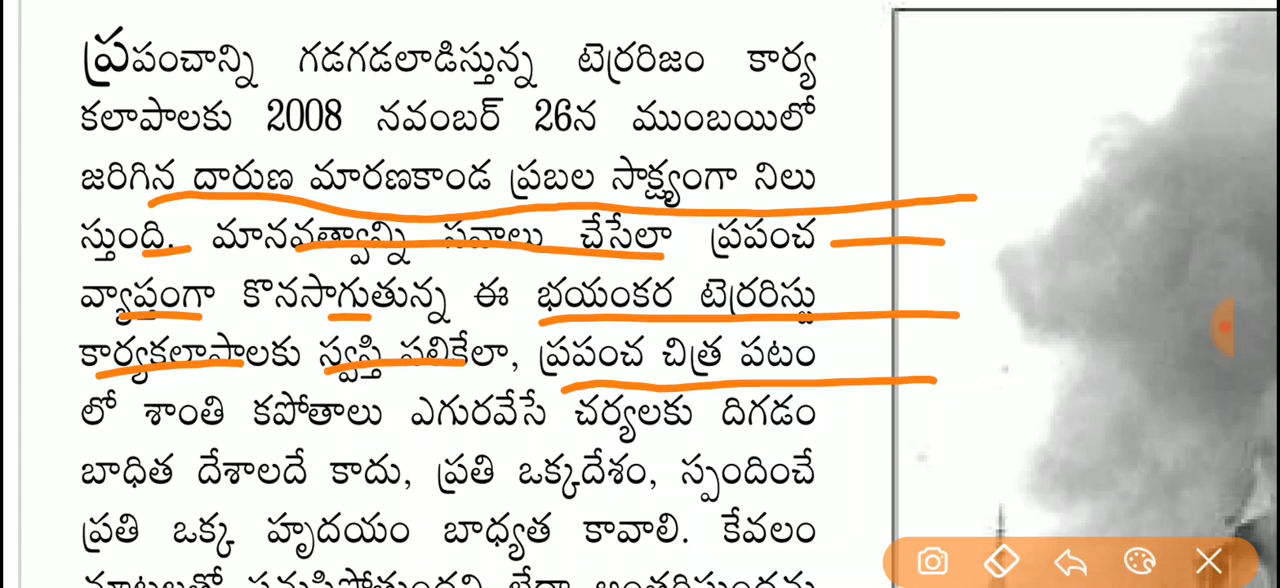 ప్రపంచాన్ని గడగడలాడిస్తున్న టెర్రరిజం కార్య
కలాపాలకు 2008 నవంబర్ 26న ముంబయిలో
జరిగిన దారుణ మారణకాండ ప్రబల సాక్ష్యంగా నిలు
స్తుంది. మానవత్వాన్ని సవాలు చేసేలా ప్రపంచ
వ్యాప్తంగా కొనసాగుతున్న ఈ భయంకర టెర్రరిస్టు
కార్యకలాపాలకు స్వస్తి పలికేలా, ప్రపంచ చిత్ర పటం
లో శాంతి కపోతాలు ఎగురవేసే చర్యలకు దిగడం
బాధిత దేశాలదే కాదు, ప్రతి ఒక్కదేశం, స్పందించే
ప్రతి ఒక్క హృదయం బాధ్యత కావాలి. కేవలం